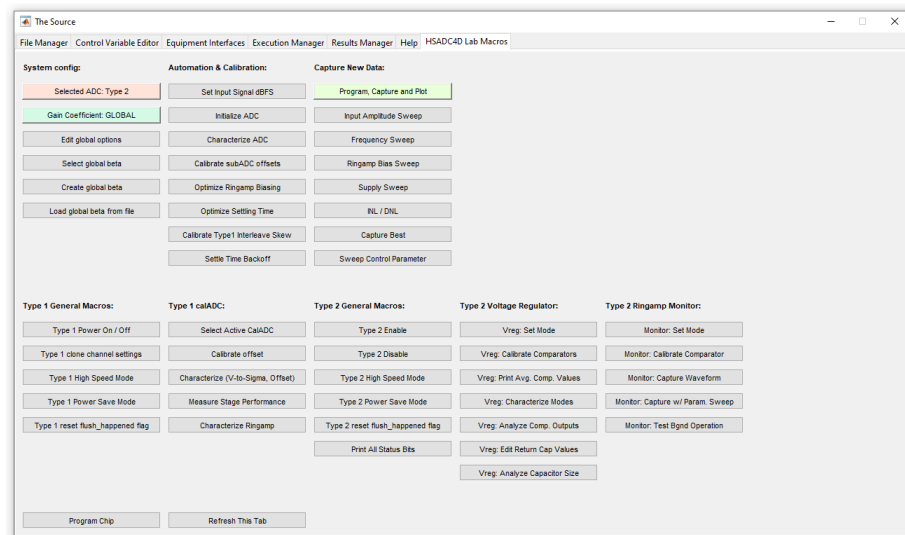 The Source
File Manager Control Variable Editor Equipment Interfaces Execution Manager Results Manager Help HSADC4D Lab Macros
System config:
Selected ADC: Type 2
Gain Coefficient: GLOBAL
Edit global options
Select global beta
Create global beta
Load global beta from file
Automation & Calibration:
Set Input Signal dBFS
Initialize ADC
Characterize ADC
Calibrate subADC offsets
Optimize Ringamp Biasing
Optimize Settling Time
Calibrate Type1 Interleave Skew
Settle Time Backoff
Capture New Data:
Program, Capture and Plot
Input Amplitude Sweep
Frequency Sweep
Ringamp Bias Sweep
Supply Sweep
INL / DNL
Capture Best
Sweep Control Parameter
Type 1 General Macros:
Type 1 Power On / Off
Type 1 clone channel settings
Type 1 High Speed Mode
Type 1 Power Save Mode
Type 1 reset flush_happened flag
Type 1 calADC:
Select Active CalADC
Calibrate offset
Characterize (V-to-Sigma, Offset)
Measure Stage Performance
Characterize Ringamp
Type 2 General Macros:
Type 2 Enable
Type 2 Disable
Type 2 High Speed Mode
Type 2 Power Save Mode
Type 2 reset flush_happened flag
Print All Status Bits
Type 2 Voltage Regulator:
Vreg: Set Mode
Vreg: Calibrate Comparators
Vreg: Print Avg. Comp. Values
Vreg: Characterize Modes
Vreg: Analyze Comp. Outputs
Vreg: Edit Return Cap Values
Vreg: Analyze Capacitor Size
Type 2 Ringamp Monitor:
Monitor: Set Mode
Monitor: Calibrate Comparator
Monitor: Capture Waveform
Monitor: Capture w/ Param. Sweep
Monitor: Test Bgnd Operation
Program Chip
Refresh This Tab